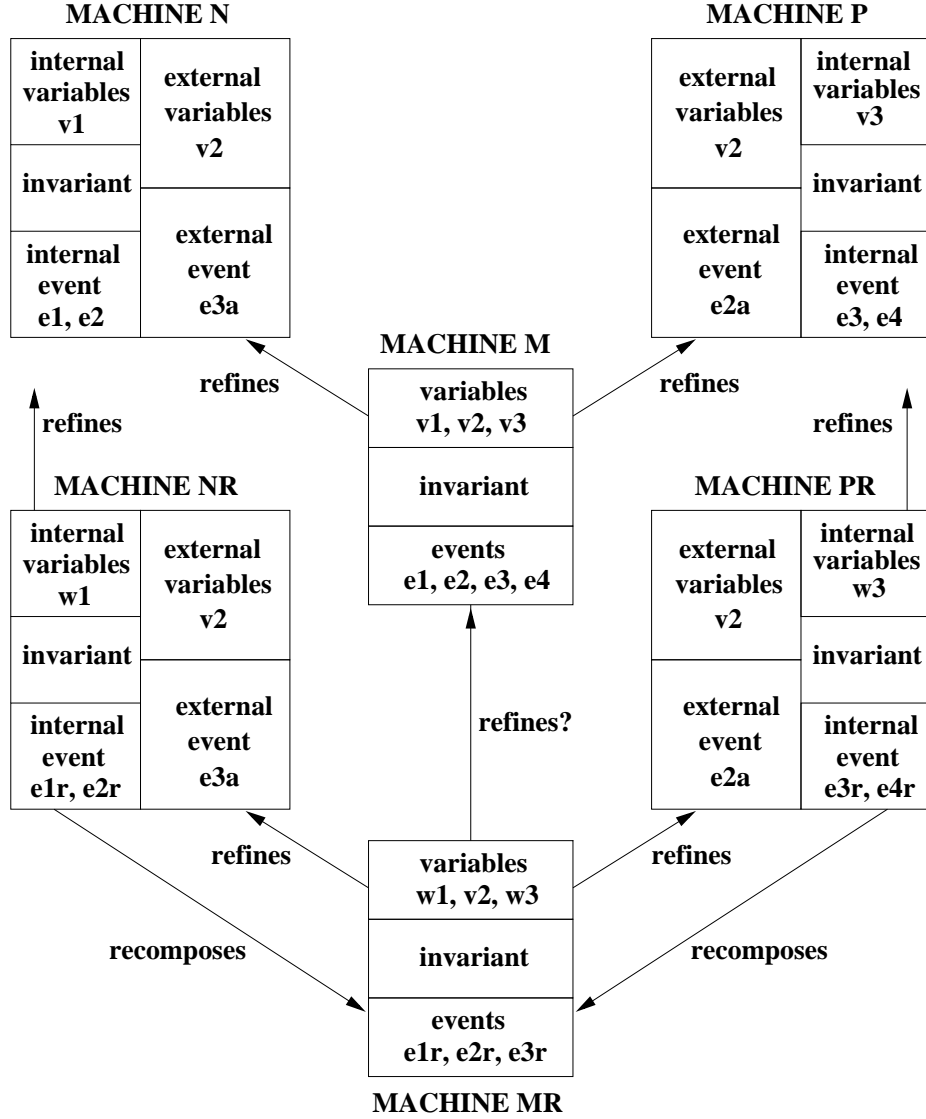 MACHINE N
internal
variables
v1
external
variables
v2
invariant
internal
event
e1, e2
external
event
e3a
MACHINE P
external
variables
v2
internal
variables
v3
invariant
external
event
e2a
internal
event
e3, e4
refines
MACHINE M
refines
variables
v1, v2, v3
invariant
events
e1, e2, e3, e4
refines
refines
MACHINE NR
internal
variables
w1
external
variables
v2
invariant
internal
event
e1r, e2r
external
event
e3a
MACHINE PR
external
variables
v2
internal
variables
w3
invariant
external
event
e2a
internal
event
e3r, e4r
refines?
refines
refines
recomposes
recomposes
variables
w1, v2, w3
invariant
events
e1r, e2r, e3r
MACHINE MR